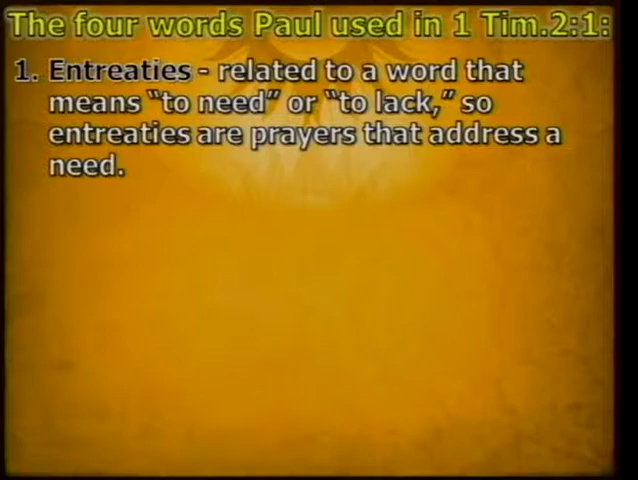 The four words Paul used in 1 Tim.2:1:
1. Entreaties - related to a word that
means “to need” or “to lack,” so
entreaties are prayers that address a
need.